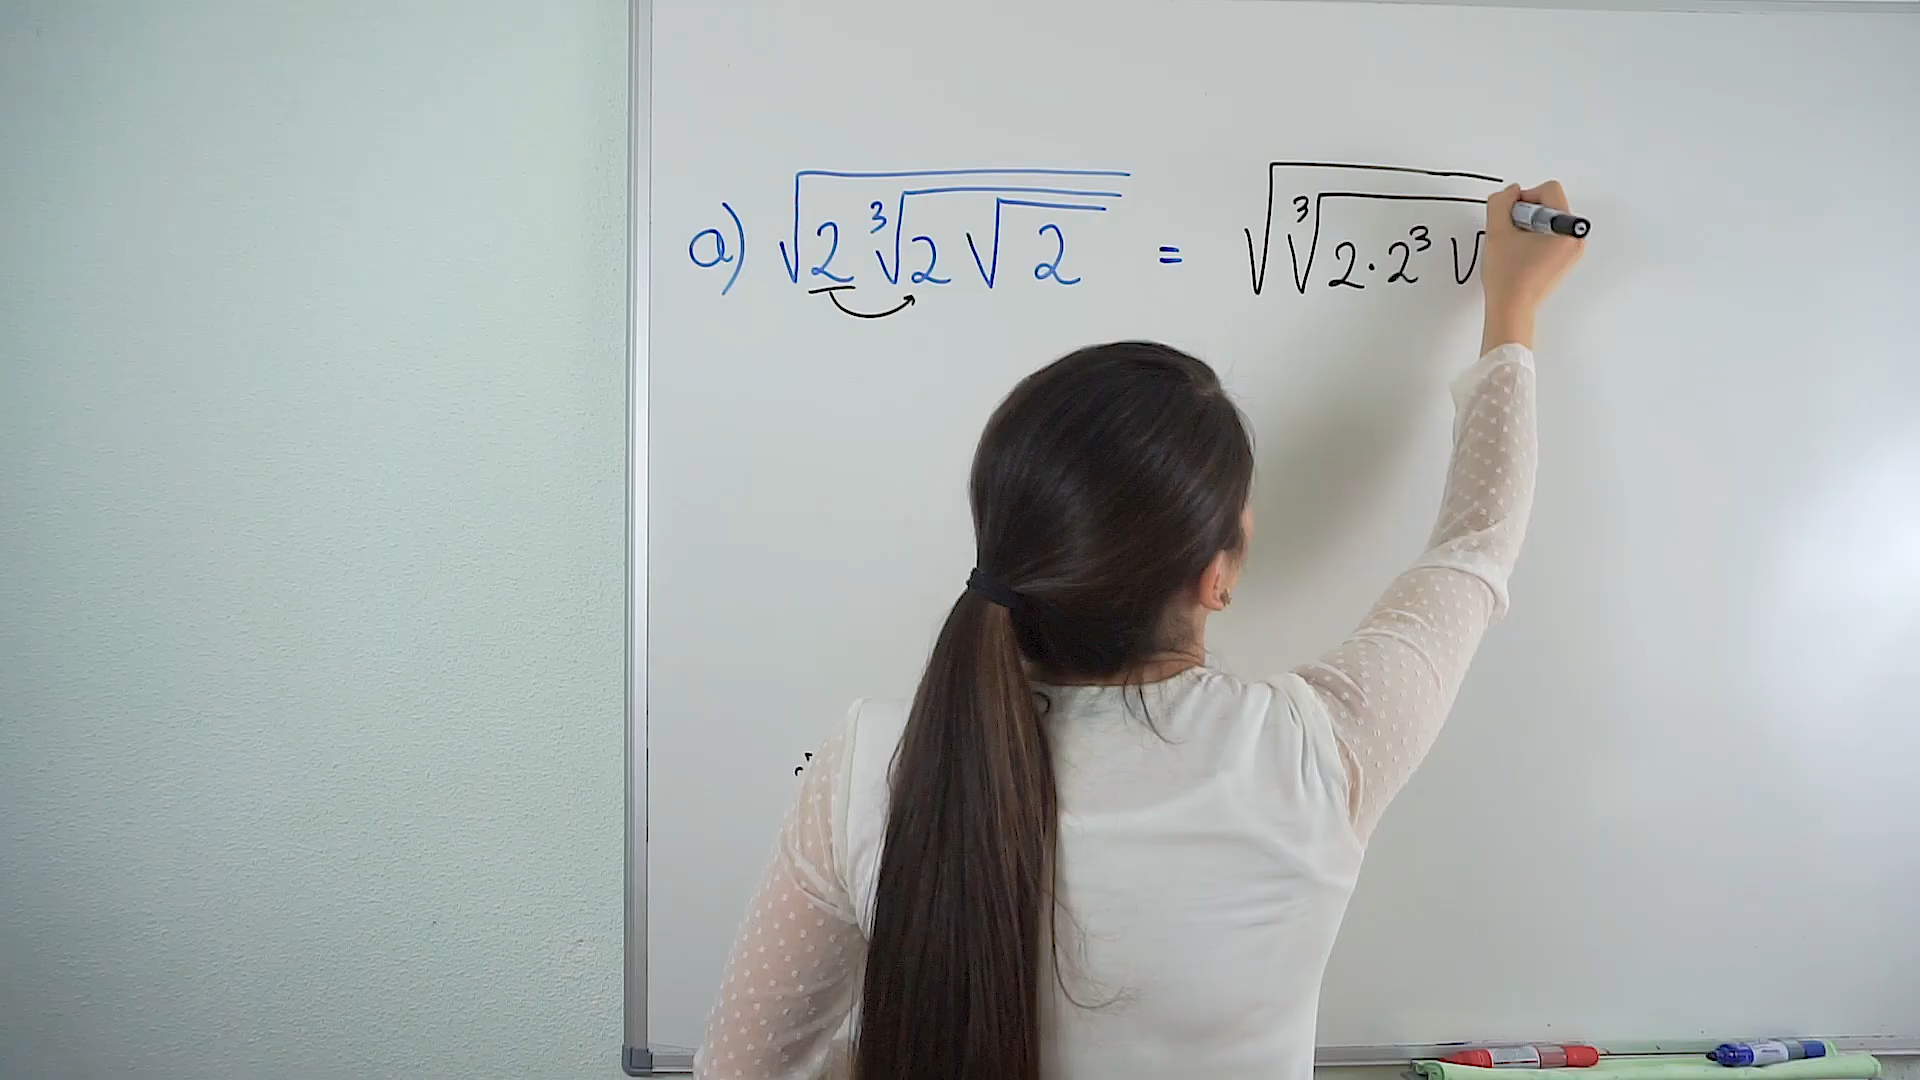 a) √(2 ∛(2 √2)) = √(∛(2·2³ √